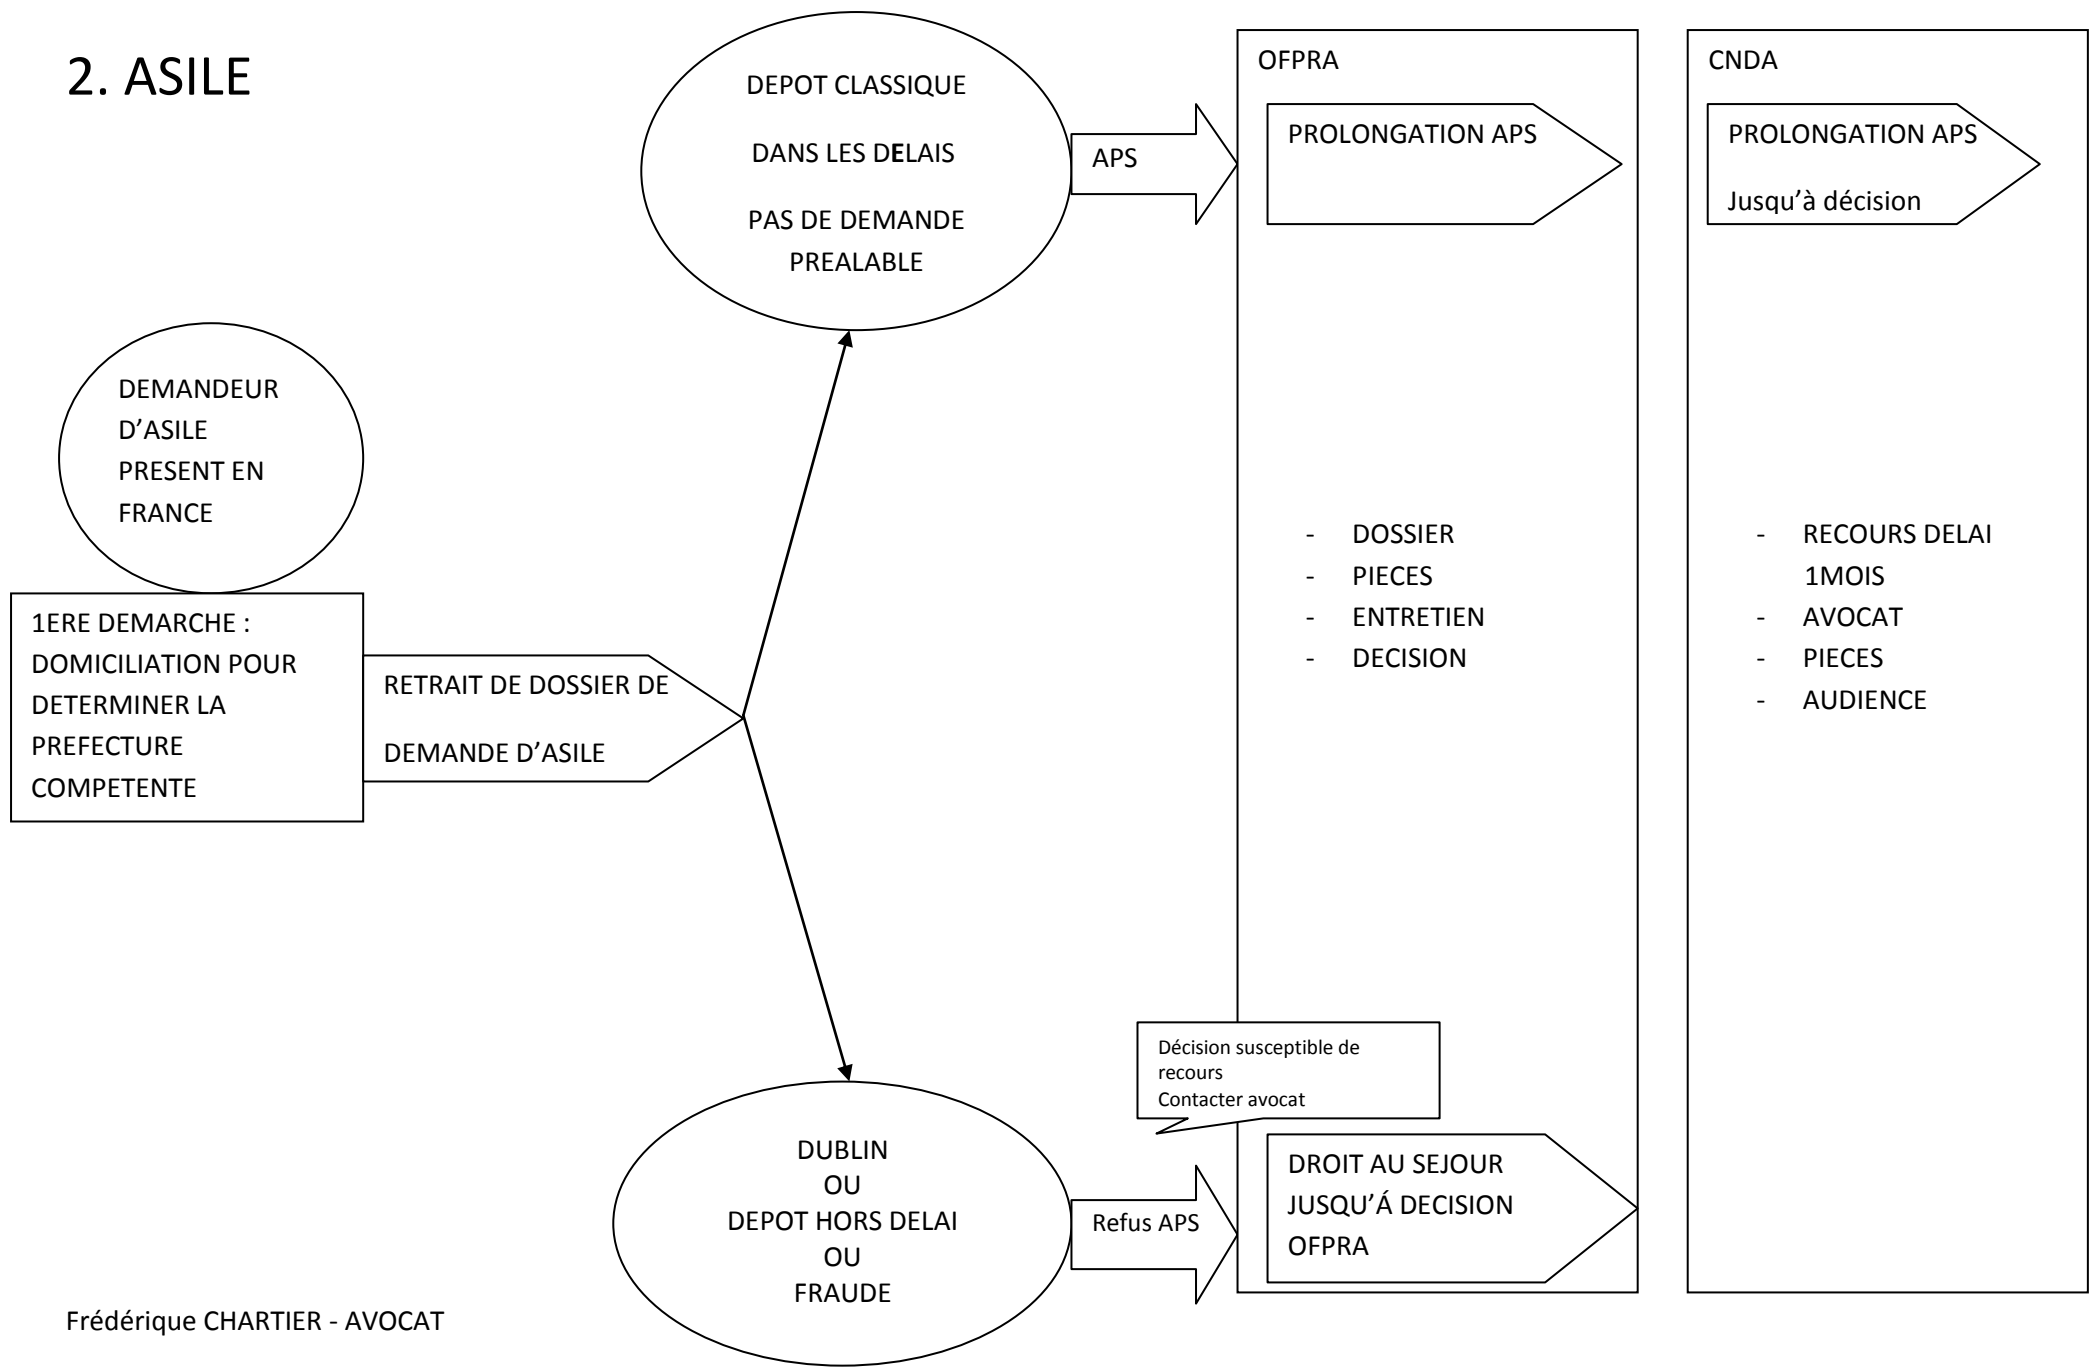 2. ASILE
DEMANDEUR
D'ASILE
PRESENT EN
FRANCE
1ERE DEMARCHE :
DOMICILIATION POUR
DETERMINER LA
PREFECTURE
COMPETENTE
RETRAIT DE DOSSIER DE
DEMANDE D'ASILE
DEPOT CLASSIQUE
DANS LES DELAIS
PAS DE DEMANDE
PREALABLE
APS
DUBLIN
OU
DEPOT HORS DELAI
OU
FRAUDE
Refus APS
Décision susceptible de
recours
Contacter avocat
OFPRA
PROLONGATION APS
- DOSSIER
- PIECES
- ENTRETIEN
- DECISION
DROIT AU SEJOUR
JUSQU'Á DECISION
OFPRA
CNDA
PROLONGATION APS
Jusqu'à décision
- RECOURS DELAI
1MOIS
- AVOCAT
- PIECES
- AUDIENCE
Frédérique CHARTIER - AVOCAT